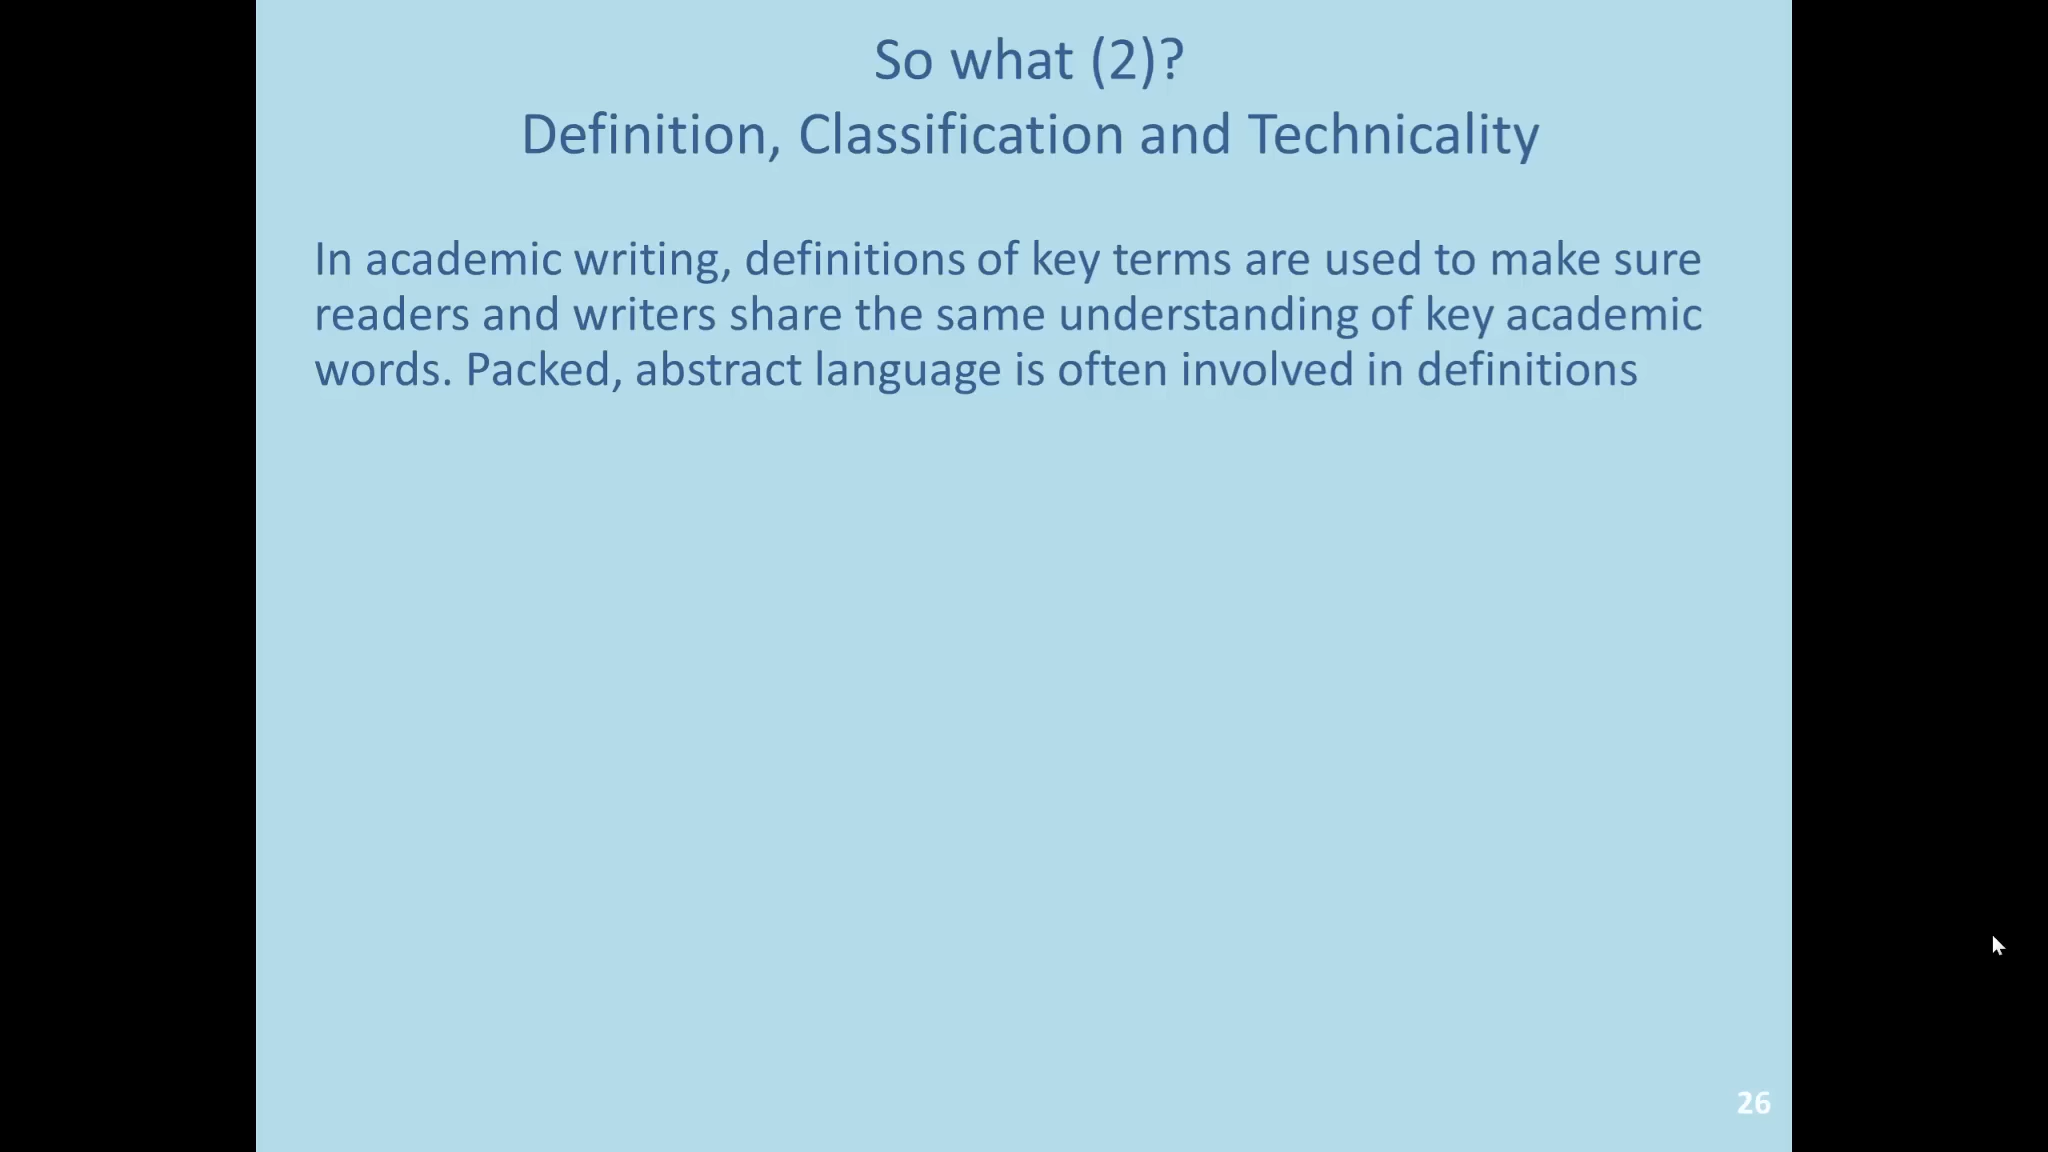 So what (2)?
Definition, Classification and Technicality
In academic writing, definitions of key terms are used to make sure
readers and writers share the same understanding of key academic
words. Packed, abstract language is often involved in definitions
26